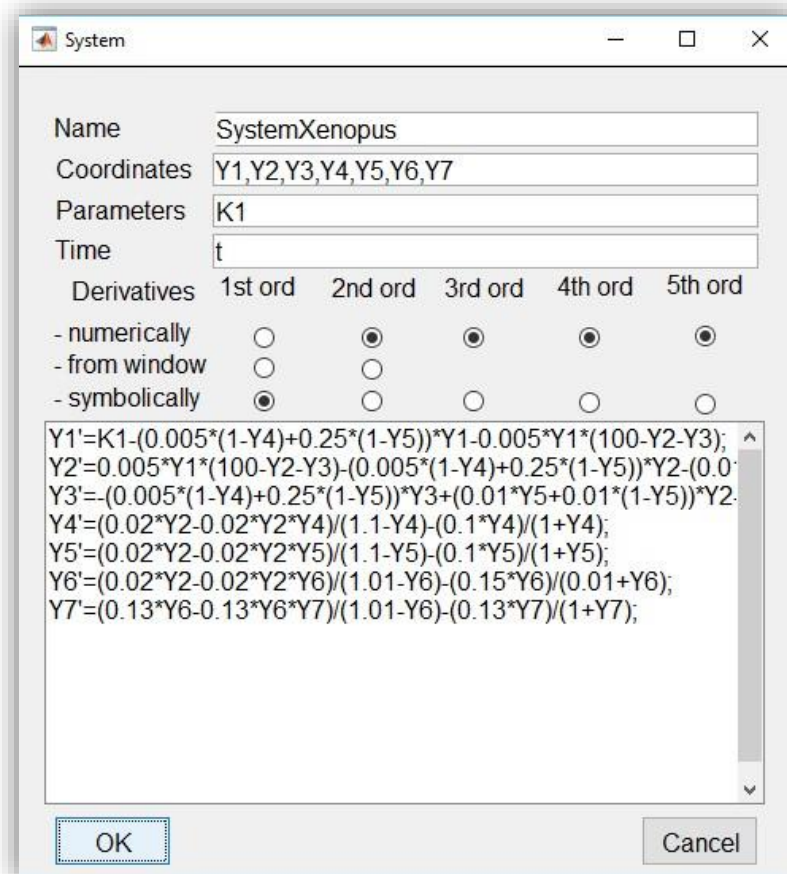 System
Name SystemXenopus
Coordinates Y1,Y2,Y3,Y4,Y5,Y6,Y7
Parameters K1
Time t
Derivatives 1st ord 2nd ord 3rd ord 4th ord 5th ord
- numerically
- from window
- symbolically
Y1'=K1-(0.005*(1-Y4)+0.25*(1-Y5))*Y1-0.005*Y1*(100-Y2-Y3);
Y2'=0.005*Y1*(100-Y2-Y3)-(0.005*(1-Y4)+0.25*(1-Y5))*Y2-(0.0
Y3'=-(0.005*(1-Y4)+0.25*(1-Y5))*Y3+(0.01*Y5+0.01*(1-Y5))*Y2-
Y4'=(0.02*Y2-0.02*Y2*Y4)/(1.1-Y4)-(0.1*Y4)/(1+Y4);
Y5'=(0.02*Y2-0.02*Y2*Y5)/(1.1-Y5)-(0.1*Y5)/(1+Y5);
Y6'=(0.02*Y2-0.02*Y2*Y6)/(1.01-Y6)-(0.15*Y6)/(0.01+Y6);
Y7'=(0.13*Y6-0.13*Y6*Y7)/(1.01-Y6)-(0.13*Y7)/(1+Y7);
OK Cancel